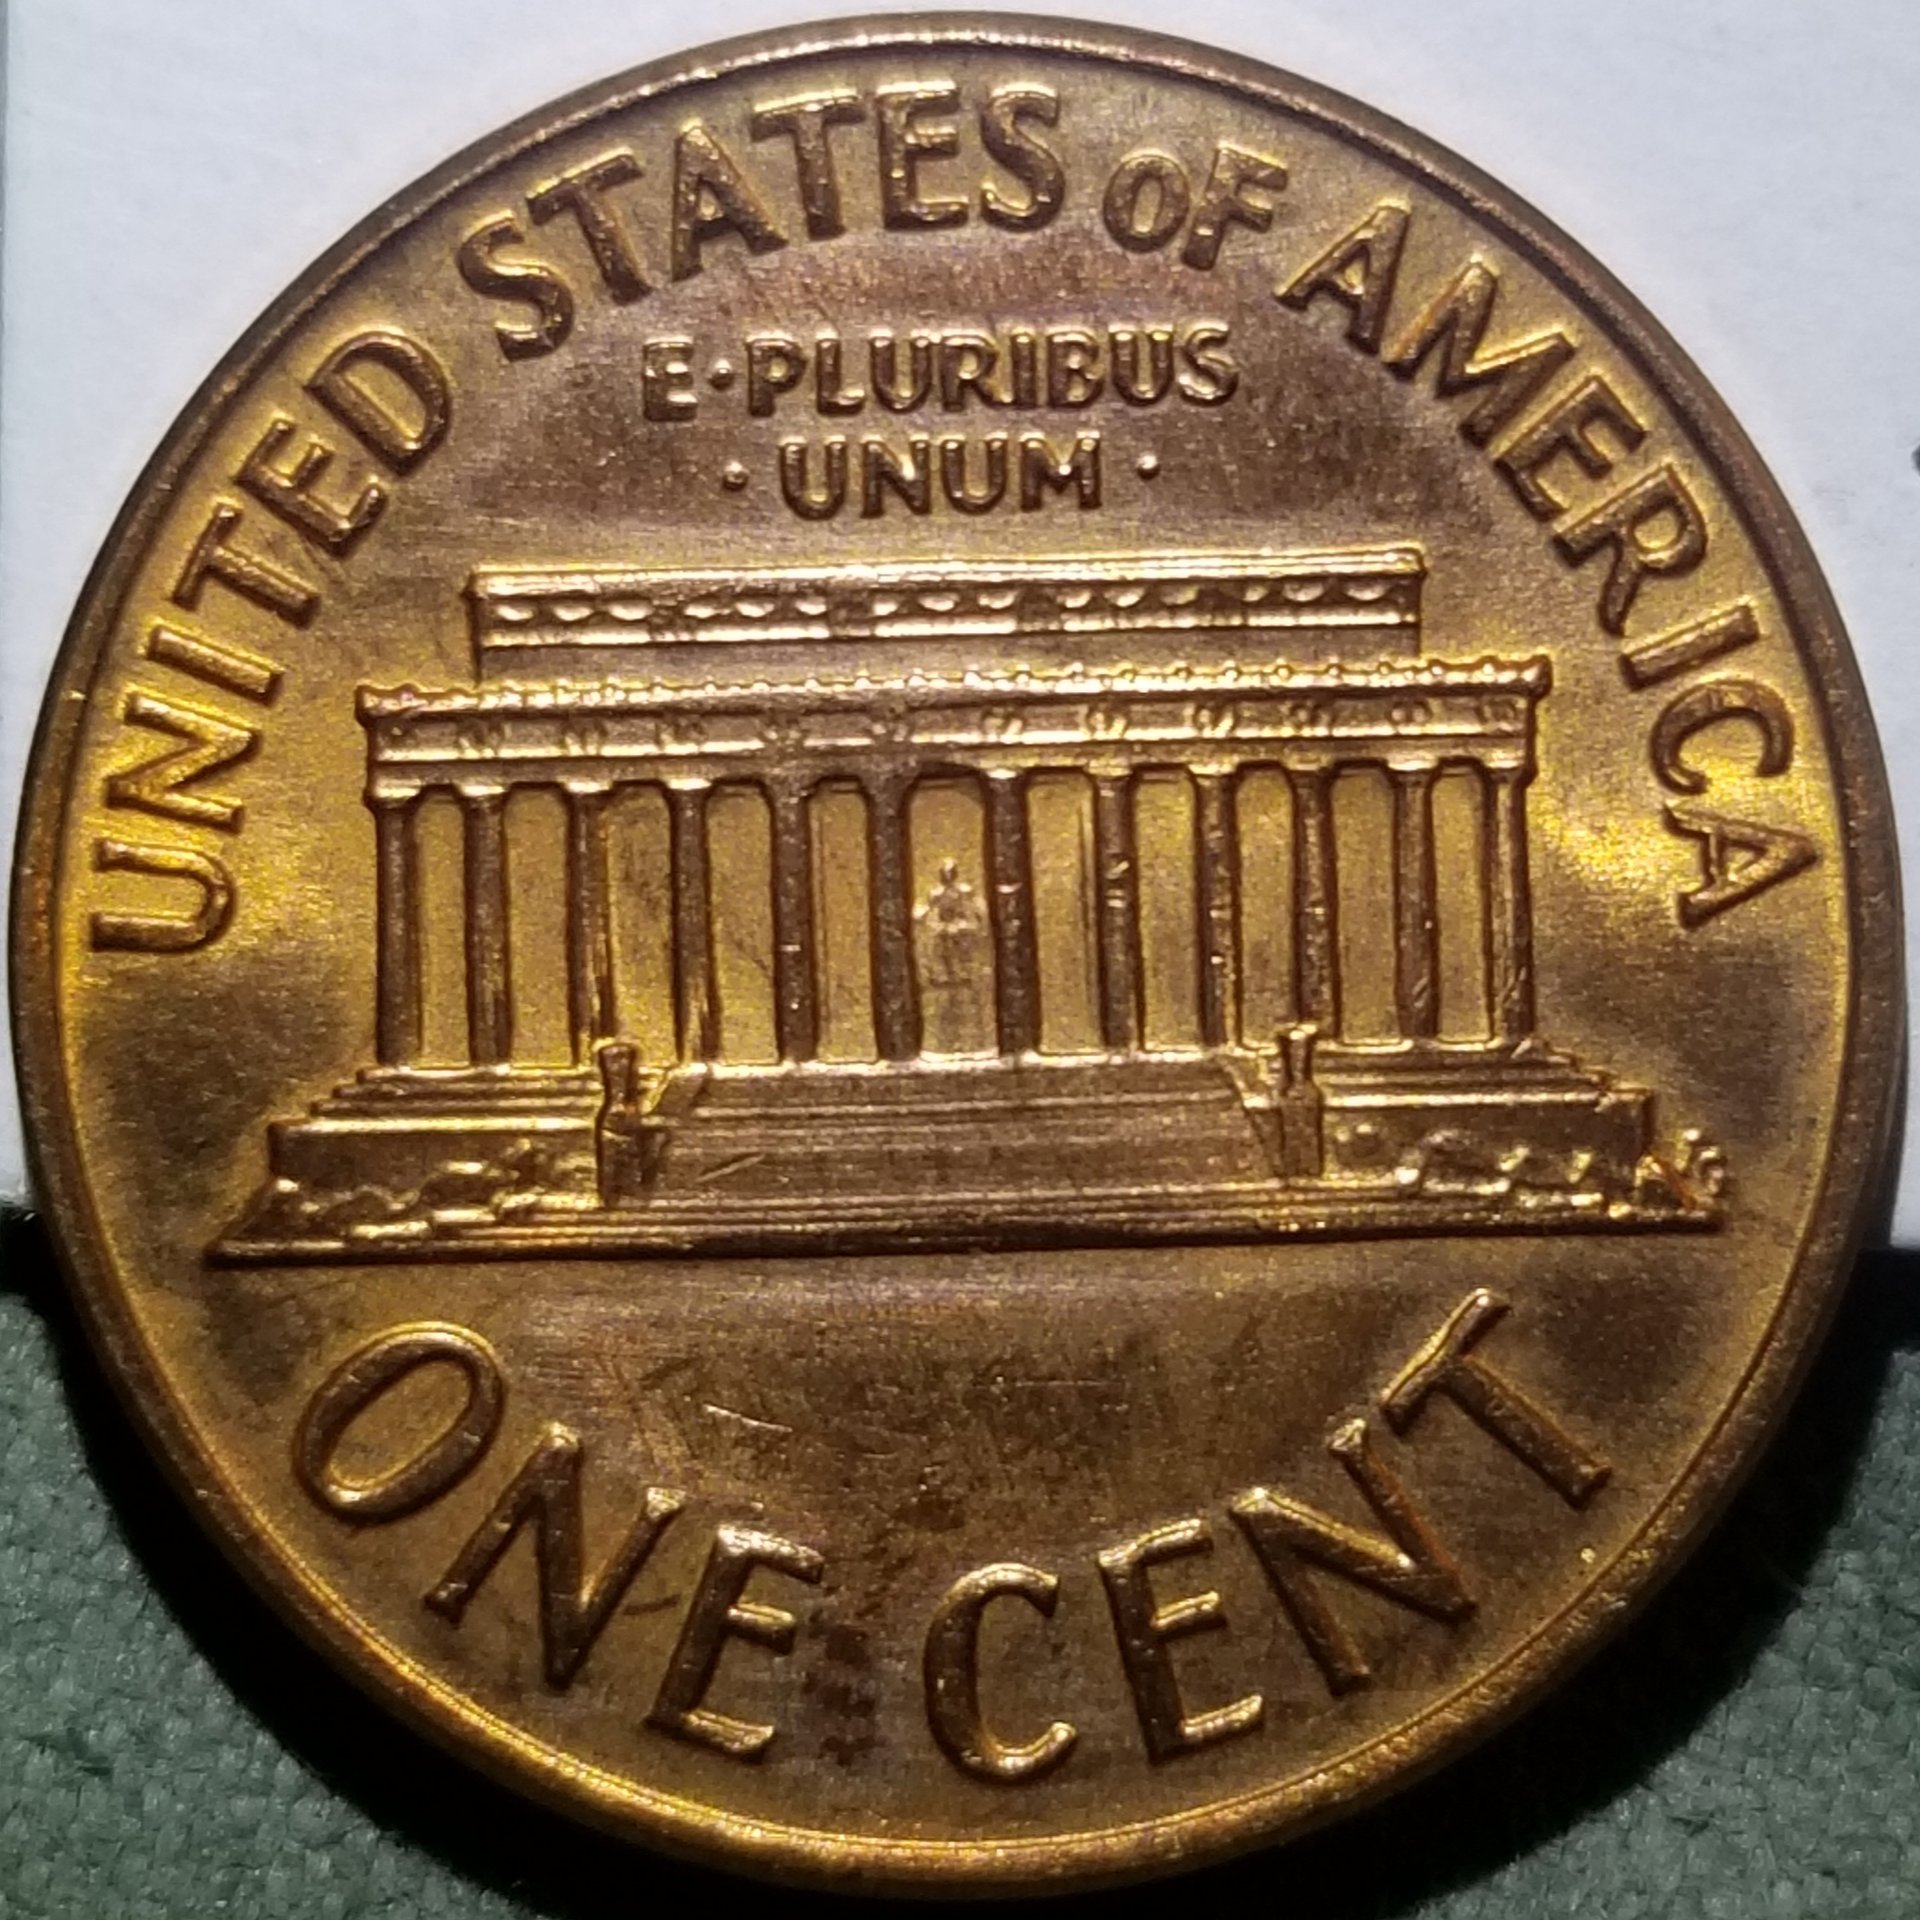 UNITED STATES OF AMERICA
E·PLURIBUS
·UNUM·
ONE CENT